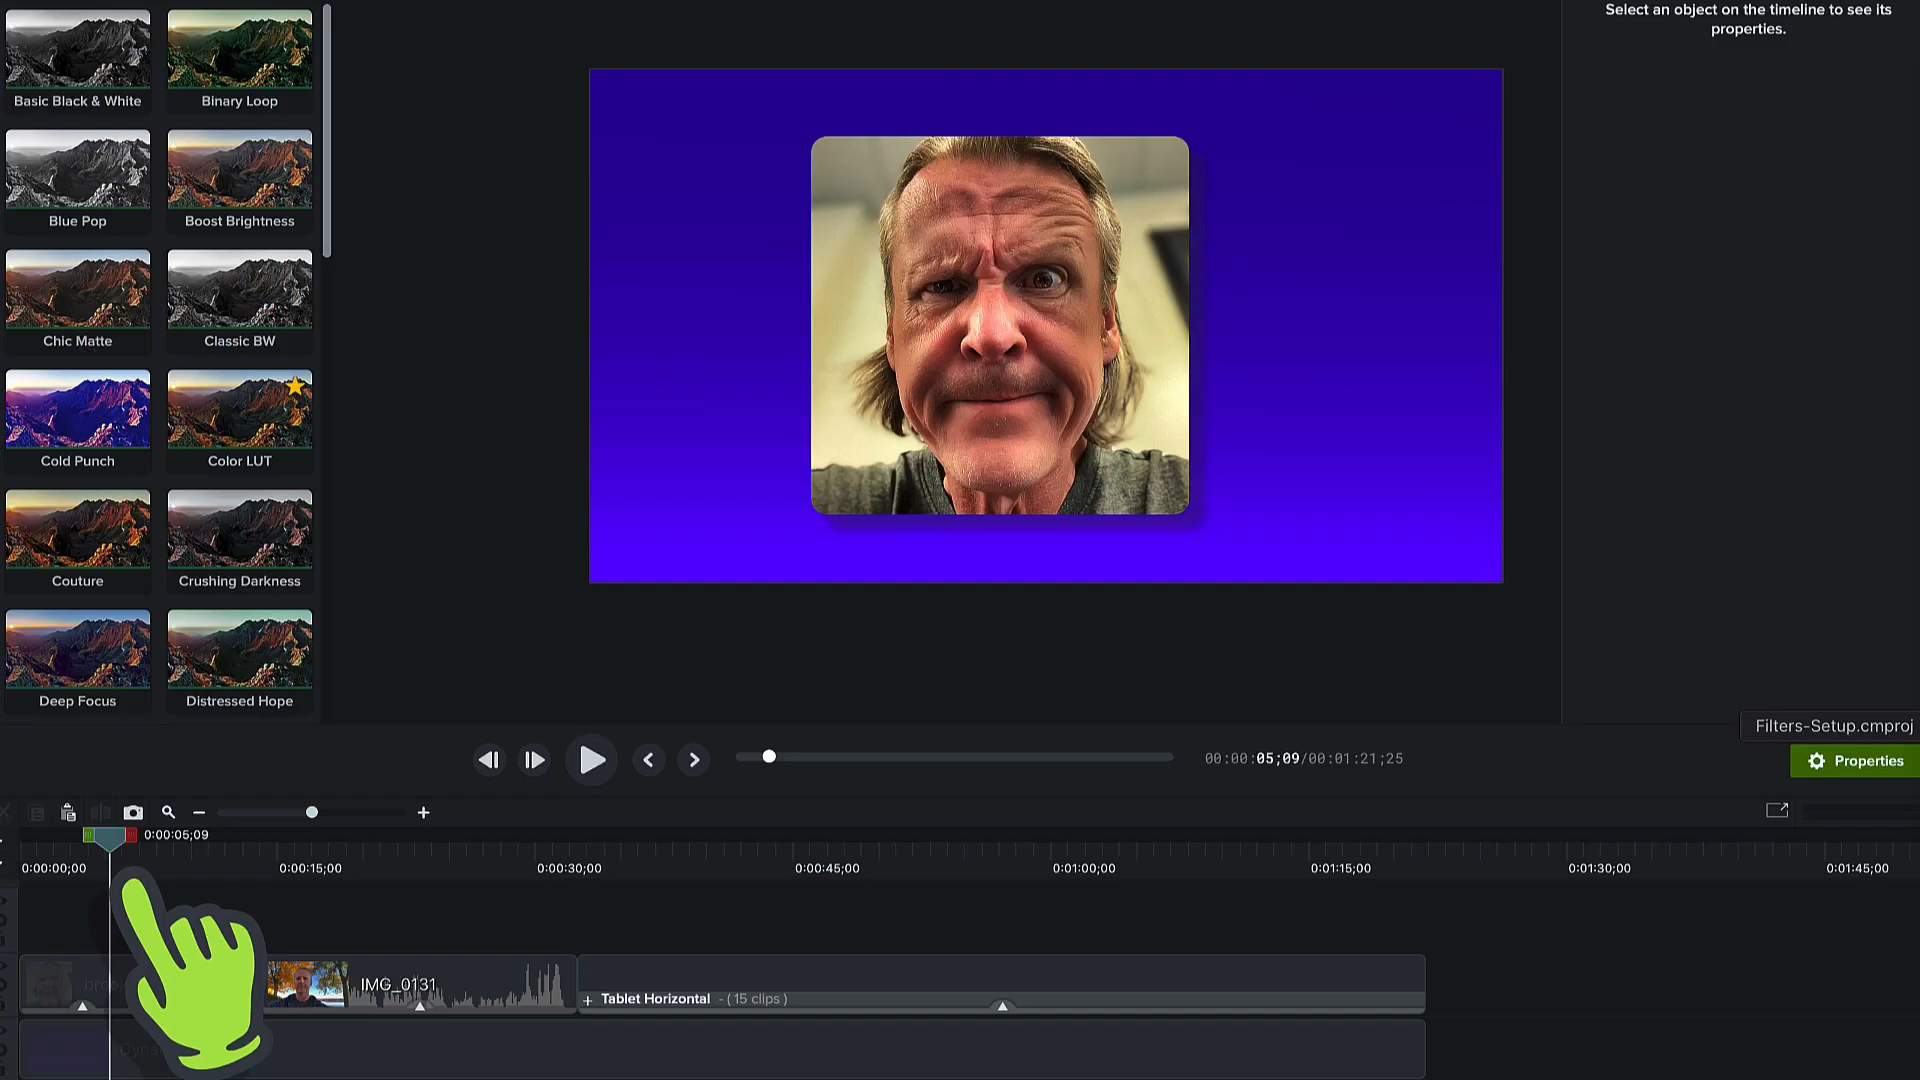 Select an object on the timeline to see its
properties.
Basic Black & White
Binary Loop
Blue Pop
Boost Brightness
Chic Matte
Classic BW
Cold Punch
Color LUT
Couture
Crushing Darkness
Deep Focus
Distressed Hope
Filters-Setup.cmproj
00:00:05;09/00:01:21;25
Properties
0:00:05;09
0:00:00;00
0:00:15;00
0:00:30;00
0:00:45;00
0:01:00;00
0:01:15;00
0:01:30;00
0:01:45;00
IMG_0131
+ Tablet Horizontal - ( 15 clips )